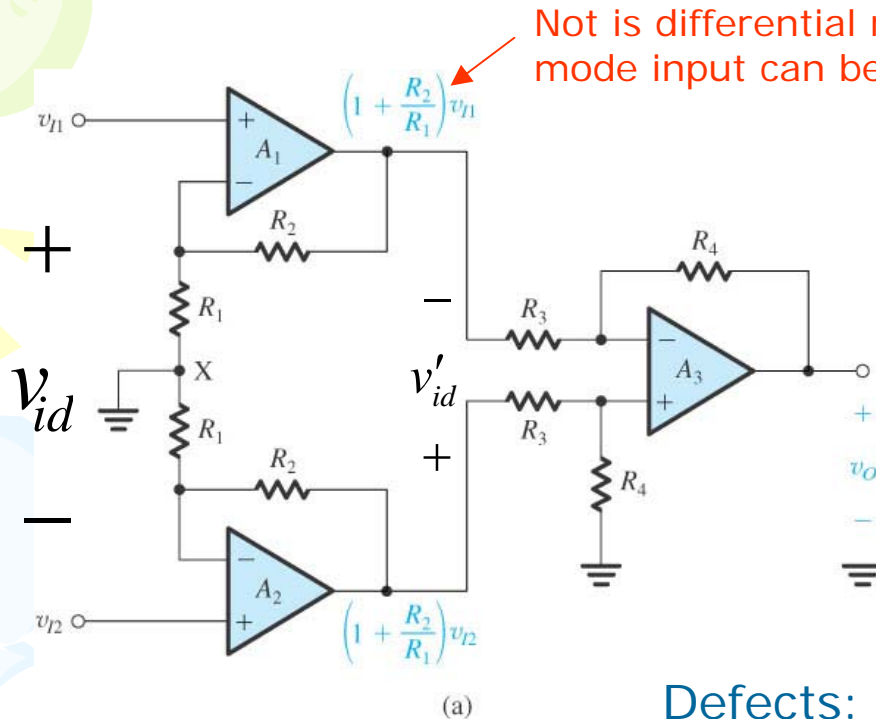 Not is differential
mode input can be
(1 + R2/R1) vI1
vI1
+
A1
−
R2
+
R1
X
vid
−
v′id
+
R3
R4
−
A3
+
R3
R4
+
vO
−
R1
R2
−
−
A2
vI2
+
(1 + R2/R1) vI2
(a)
Defects: